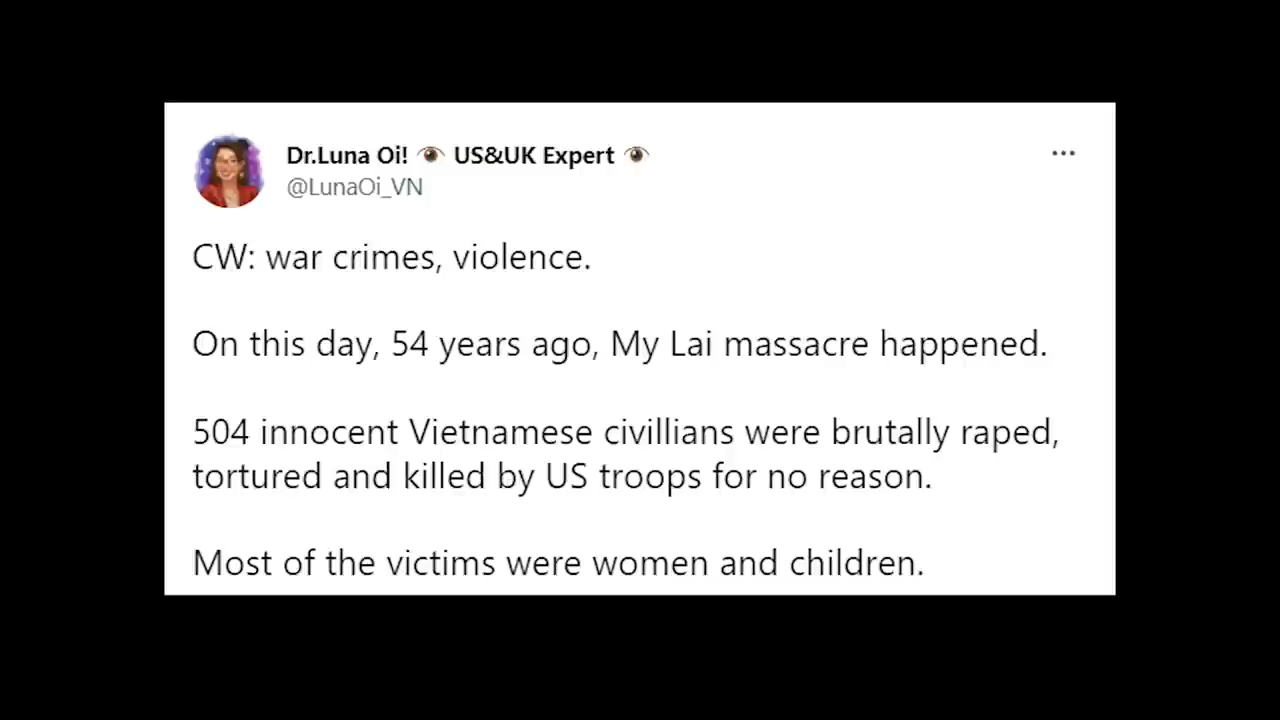 Dr.Luna Oi! 👁 US&UK Expert 👁
@LunaOi_VN
CW: war crimes, violence.
On this day, 54 years ago, My Lai massacre happened.
504 innocent Vietnamese civillians were brutally raped,
tortured and killed by US troops for no reason.
Most of the victims were women and children.